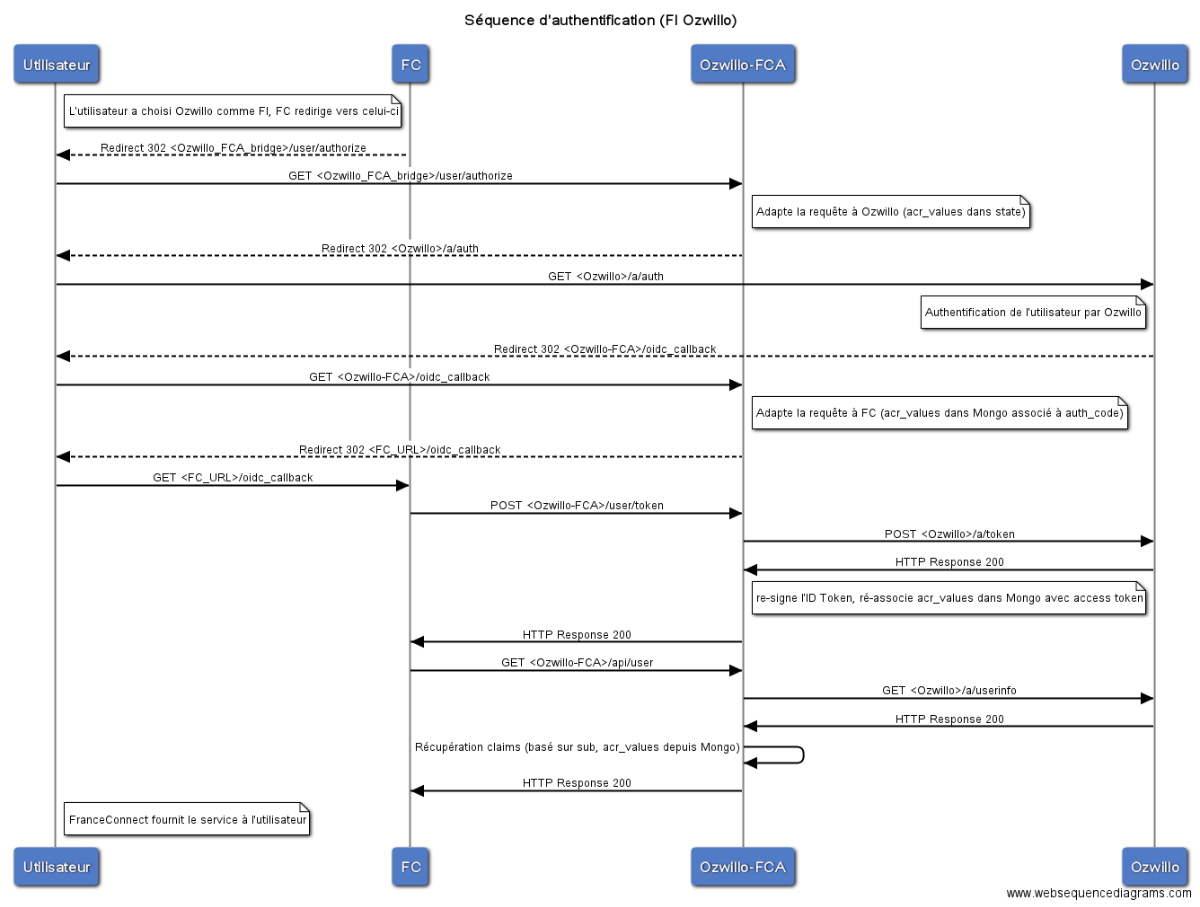 Séquence d'authentification (FI Ozwillo)
Utilisateur
FC
Ozwillo-FCA
Ozwillo
L'utilisateur a choisi Ozwillo comme FI, FC redirige vers celui-ci
Redirect 302 <Ozwillo_FCA_bridge>/user/authorize
GET <Ozwillo_FCA_bridge>/user/authorize
Adapte la requête à Ozwillo (acr_values dans state)
Redirect 302 <Ozwillo>/a/auth
GET <Ozwillo>/a/auth
Authentification de l'utilisateur par Ozwillo
Redirect 302 <Ozwillo-FCA>/oidc_callback
GET <Ozwillo-FCA>/oidc_callback
Adapte la requête à FC (acr_values dans Mongo associé à auth_code)
Redirect 302 <FC_URL>/oidc_callback
GET <FC_URL>/oidc_callback
POST <Ozwillo-FCA>/user/token
POST <Ozwillo>/a/token
HTTP Response 200
re-signe l'ID Token, ré-associe acr_values dans Mongo avec access token
HTTP Response 200
GET <Ozwillo-FCA>/api/user
GET <Ozwillo>/a/userinfo
HTTP Response 200
Récupération claims (basé sur sub, acr_values depuis Mongo)
HTTP Response 200
FranceConnect fournit le service à l'utilisateur
Utilisateur
FC
Ozwillo-FCA
Ozwillo
www.websequencediagrams.com